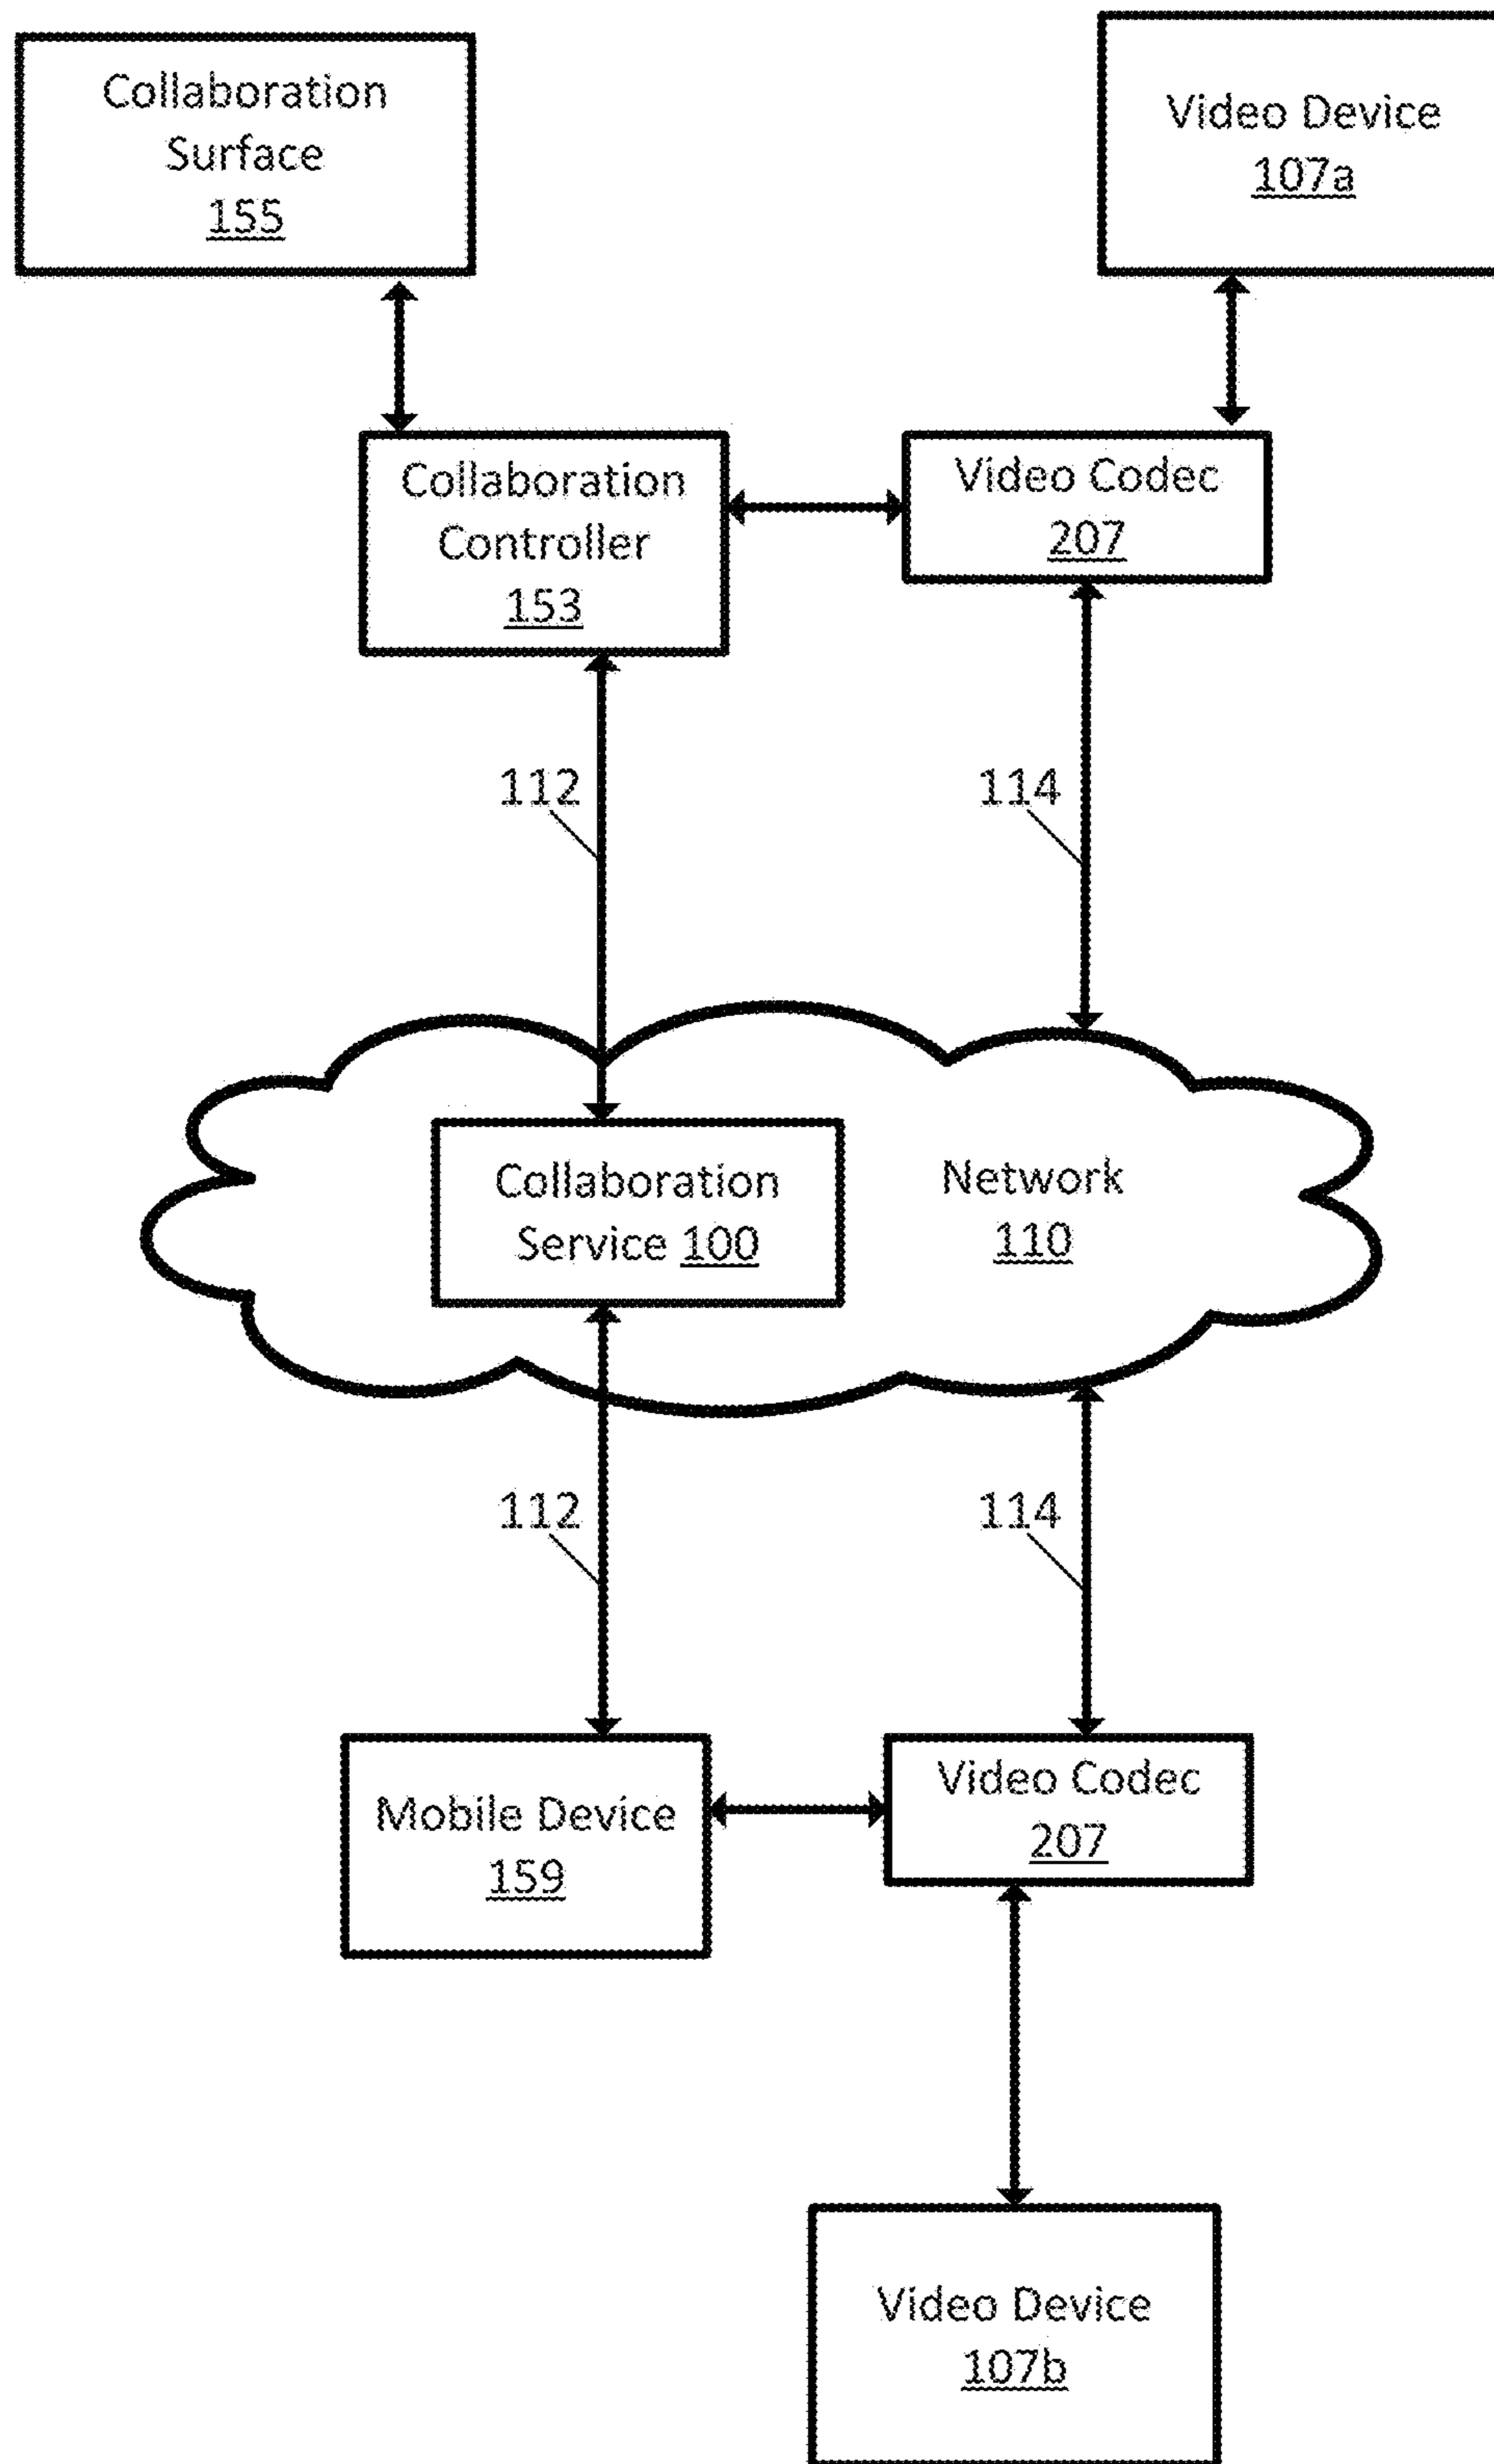 Collaboration
Surface
155
Video Device
107a
Collaboration
Controller
153
Video Codec
207
112
114
Collaboration
Service 100
Network
110
112
114
Mobile Device
159
Video Codec
207
Video Device
107b